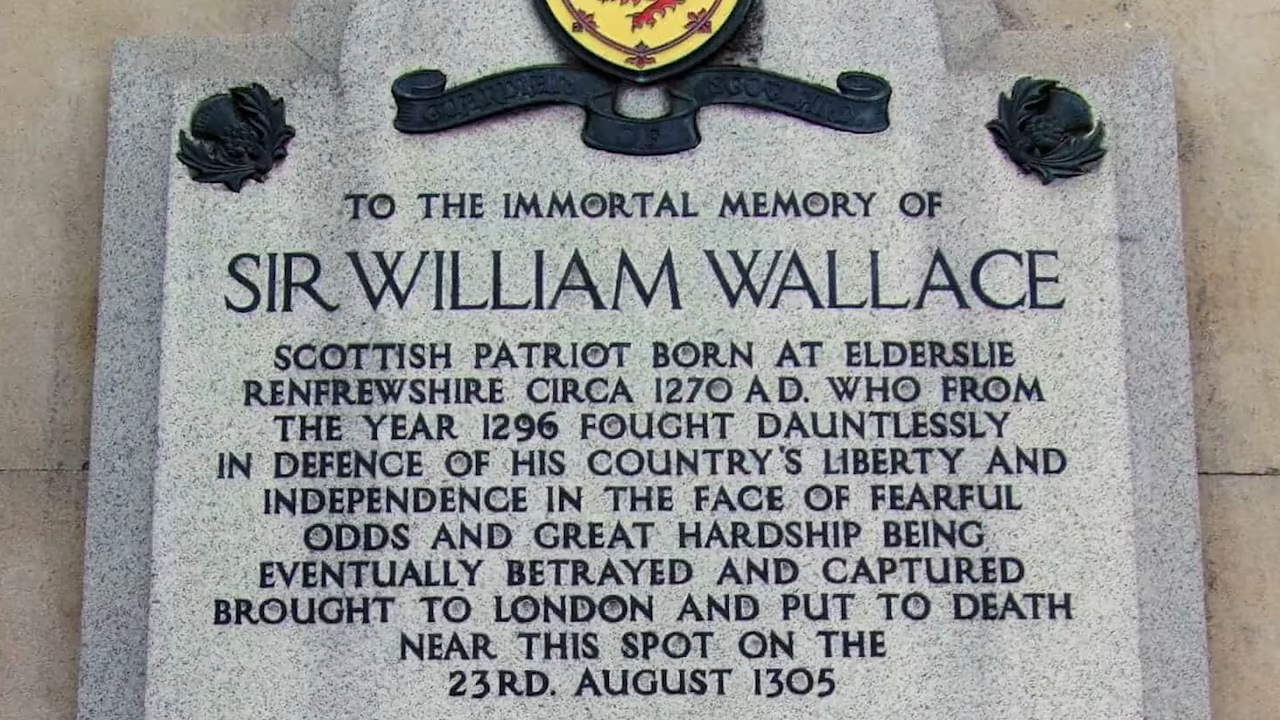 GUARDIAN OF SCOTLAND
TO THE IMMORTAL MEMORY OF
SIR WILLIAM WALLACE
SCOTTISH PATRIOT BORN AT ELDERSLIE
RENFREWSHIRE CIRCA 1270 A.D. WHO FROM
THE YEAR 1296 FOUGHT DAUNTLESSLY
IN DEFENCE OF HIS COUNTRY'S LIBERTY AND
INDEPENDENCE IN THE FACE OF FEARFUL
ODDS AND GREAT HARDSHIP BEING
EVENTUALLY BETRAYED AND CAPTURED
BROUGHT TO LONDON AND PUT TO DEATH
NEAR THIS SPOT ON THE
23RD. AUGUST 1305